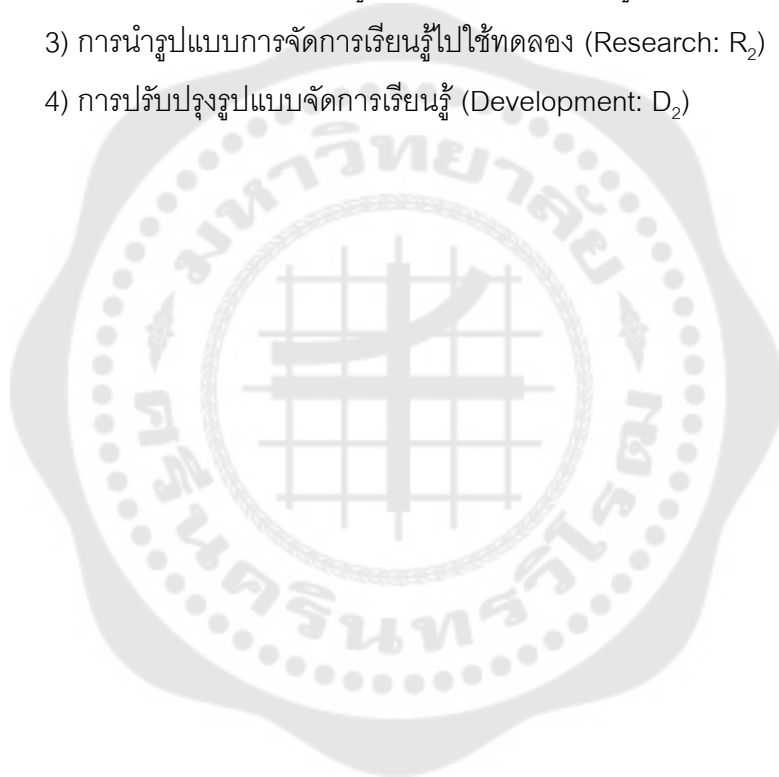 3) การนำรูปแบบการจัดการเรียนรู้ไปใช้ทดลอง (Research: R₂)
4) การปรับปรุงรูปแบบจัดการเรียนรู้ (Development: D₂)
มหาวิทยาลัย
ศรีนครินทรวิโรฒ